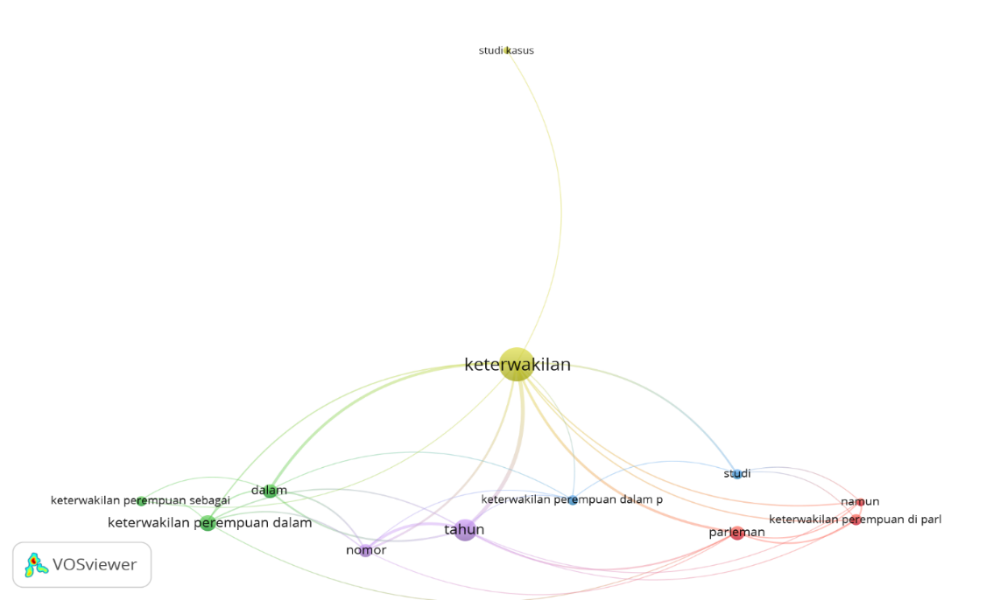 studi kasus
keterwakilan
studi
dalam
keterwakilan perempuan sebagai
keterwakilan perempuan dalam p
namun
keterwakilan perempuan di parl
keterwakilan perempuan dalam
tahun
parleman
nomor
VOSviewer